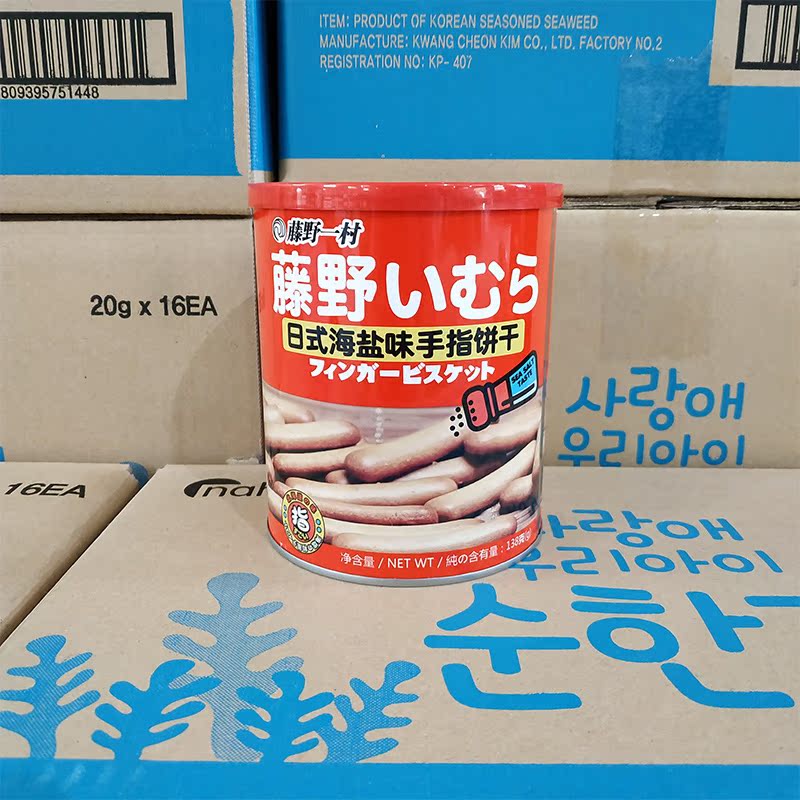 809395751448
ITEM: PRODUCT OF KOREAN SEASONED SEAWEED
MANUFACTURE: KWANG CHEON KIM CO., LTD, FACTORY NO.2
REGISTRATION NO: KP- 407
藤野一村
藤野いむら
日式海盐味手指饼干
フィンガービスケット
SEA SALT
TASTE
指
净含量 / NET WT / 純の含有量 : 138克(g)
20g x 16EA
사랑애
우리아이
16EA
사랑애
우리아이
순한